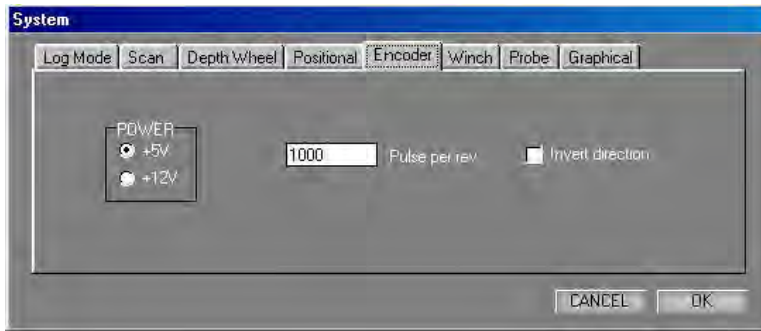 System
Log Mode Scan Depth Wheel Positional Encoder Winch Probe Graphical
POWER
+5V
1000 Pulse per rev Invert direction
+12V
CANCEL OK